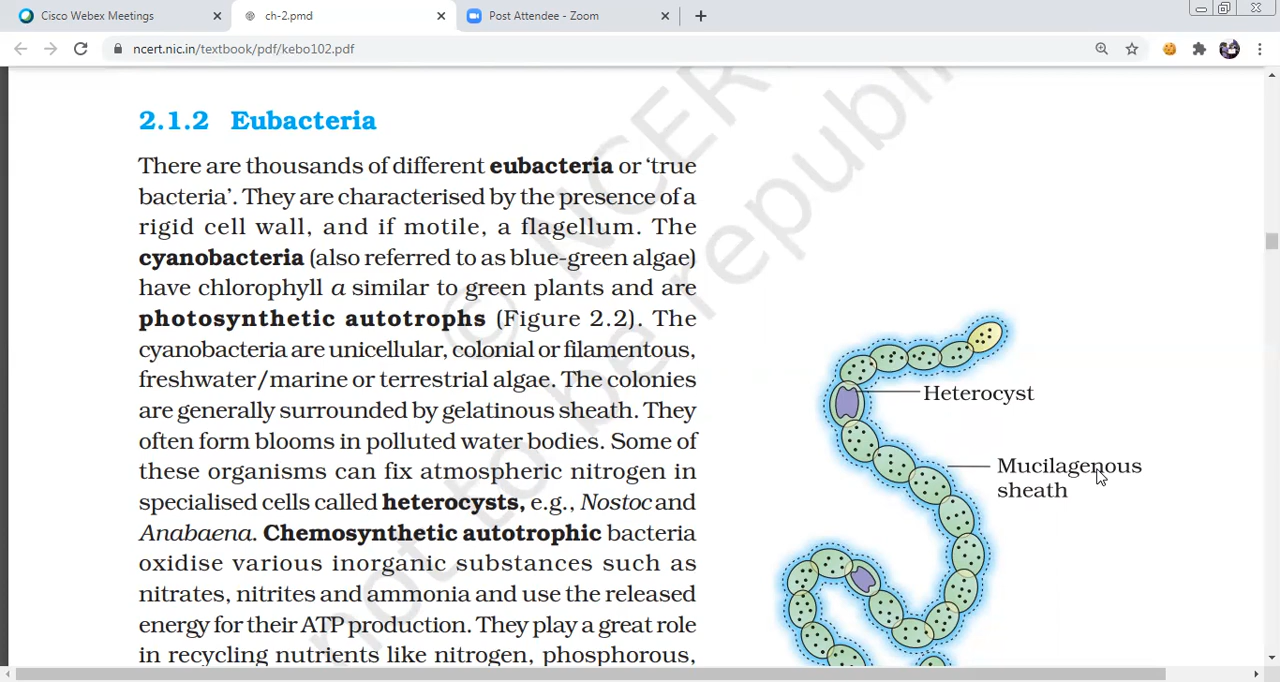 Cisco Webex Meetings
ch-2.pmd
Post Attendee - Zoom
ncert.nic.in/textbook/pdf/kebo102.pdf
2.1.2 Eubacteria
There are thousands of different eubacteria or ‘true
bacteria’. They are characterised by the presence of a
rigid cell wall, and if motile, a flagellum. The
cyanobacteria (also referred to as blue-green algae)
have chlorophyll a similar to green plants and are
photosynthetic autotrophs (Figure 2.2). The
cyanobacteria are unicellular, colonial or filamentous,
freshwater/marine or terrestrial algae. The colonies
are generally surrounded by gelatinous sheath. They
often form blooms in polluted water bodies. Some of
these organisms can fix atmospheric nitrogen in
specialised cells called heterocysts, e.g., Nostoc and
Anabaena. Chemosynthetic autotrophic bacteria
oxidise various inorganic substances such as
nitrates, nitrites and ammonia and use the released
energy for their ATP production. They play a great role
in recycling nutrients like nitrogen, phosphorous,
Heterocyst
Mucilagenous
sheath
© NCER
not to be republi